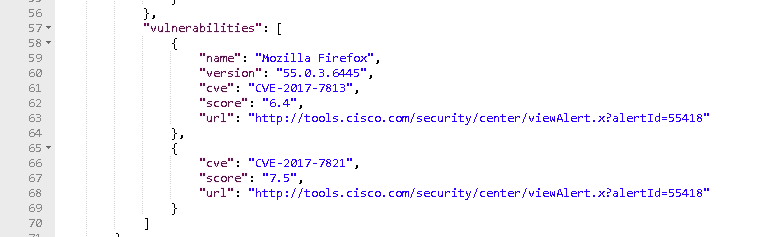 55 }
56 },
57 "vulnerabilities": [
58 {
59 "name": "Mozilla Firefox",
60 "version": "55.0.3.6445",
61 "cve": "CVE-2017-7813",
62 "score": "6.4",
63 "url": "http://tools.cisco.com/security/center/viewAlert.x?alertId=55418"
64 },
65 {
66 "cve": "CVE-2017-7821",
67 "score": "7.5",
68 "url": "http://tools.cisco.com/security/center/viewAlert.x?alertId=55418"
69 }
70 ]
71 }